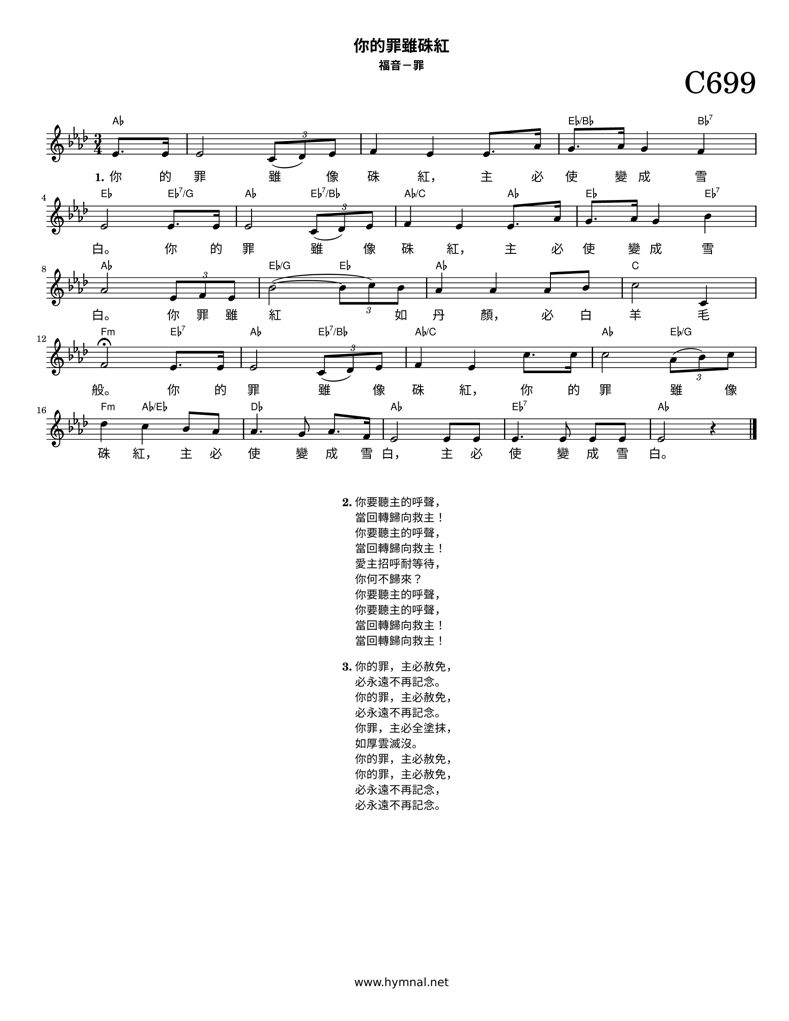 你的罪雖硃紅
福音－罪
C699
A♭ E♭/B♭ B♭7
1. 你 的 罪 雖 像 硃 紅， 主 必 使 變 成 雪
4 E♭ E♭7/G A♭ E♭7/B♭ A♭/C A♭ E♭ E♭7
白。 你 的 罪 雖 像 硃 紅， 主 必 使 變 成 雪
8 A♭ E♭/G E♭ A♭ C
白。 你 罪 雖 紅 如 丹 顏， 必 白 羊 毛
12 Fm E♭7 A♭ E♭7/B♭ A♭/C A♭ E♭/G
般。 你 的 罪 雖 像 硃 紅， 你 的 罪 雖 像
16 Fm A♭/E♭ D♭ A♭ E♭7 A♭
硃 紅， 主 必 使 變 成 雪 白， 主 必 使 變 成 雪 白。
2. 你要聽主的呼聲，
當回轉歸向救主！
你要聽主的呼聲，
當回轉歸向救主！
愛主招呼耐等待，
你何不歸來？
你要聽主的呼聲，
你要聽主的呼聲，
當回轉歸向救主！
當回轉歸向救主！
3. 你的罪，主必赦免，
必永遠不再記念。
你的罪，主必赦免，
必永遠不再記念。
你罪，主必全塗抹，
如厚雲滅沒。
你的罪，主必赦免，
你的罪，主必赦免，
必永遠不再記念，
必永遠不再記念。
www.hymnal.net